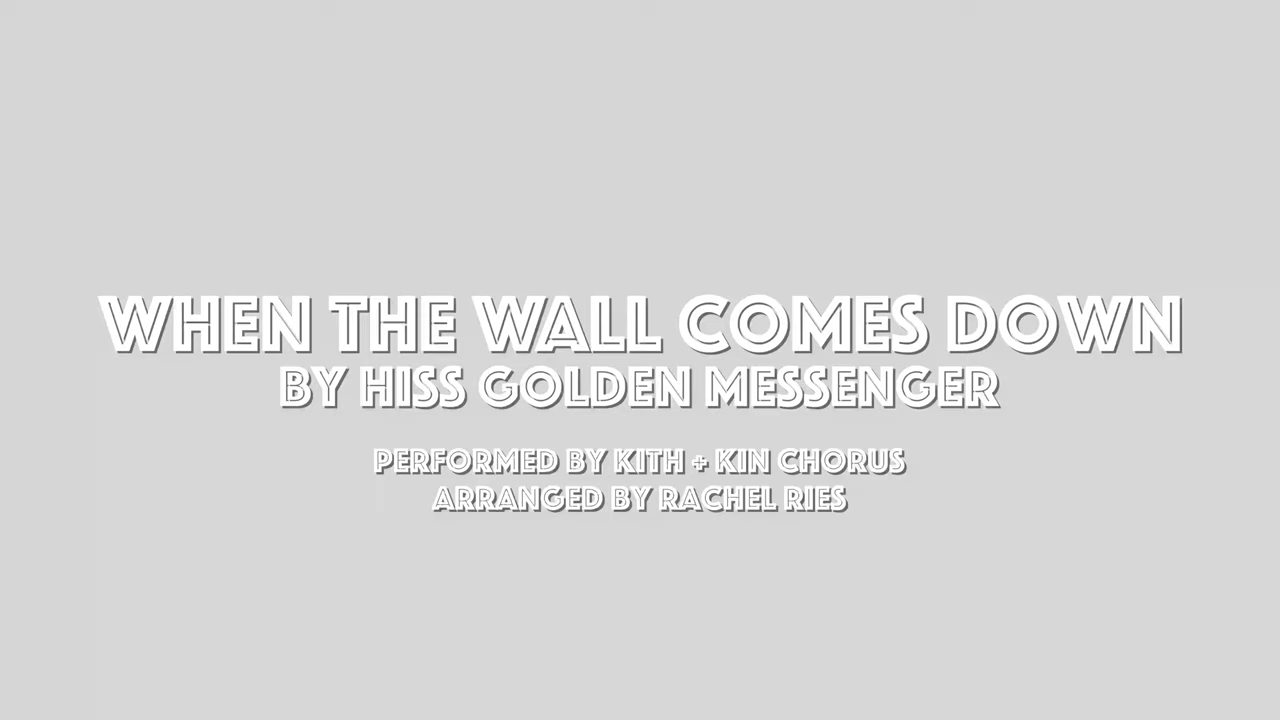 WHEN THE WALL COMES DOWN
BY HISS GOLDEN MESSENGER
PERFORMED BY KITH + KIN CHORUS
ARRANGED BY RACHEL RIES